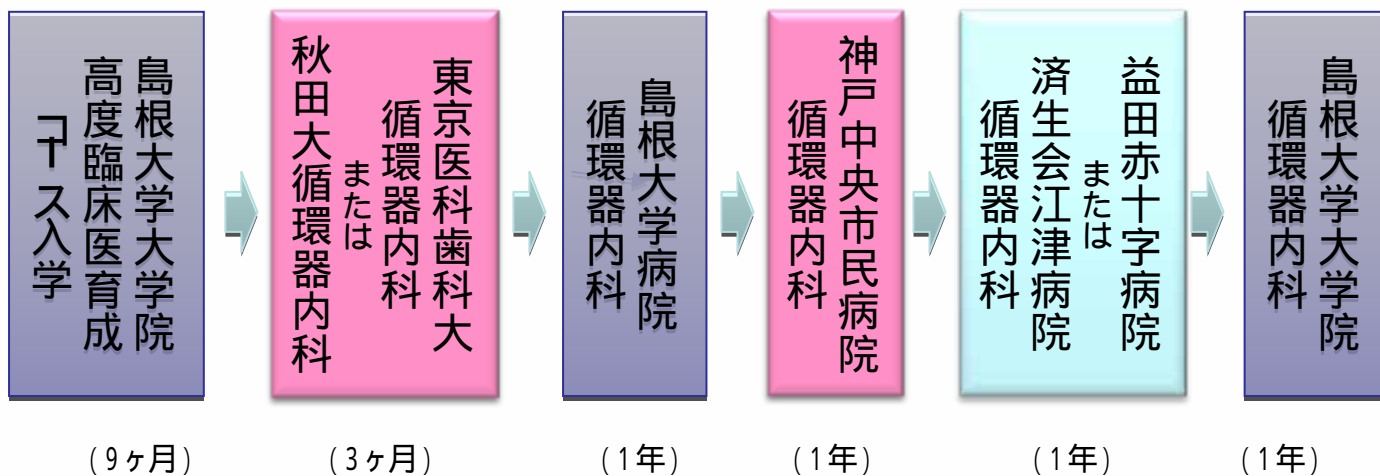 島根大学大学院
高度臨床医育成
コース入学
東京医科歯科大
循環器内科
または
秋田大循環器内科
島根大学病院
循環器内科
神戸中央市民病院
循環器内科
益田赤十字病院
または
済生会江津病院
循環器内科
島根大学大学院
循環器内科
(9ヶ月)
(3ヶ月)
(1年)
(1年)
(1年)
(1年)